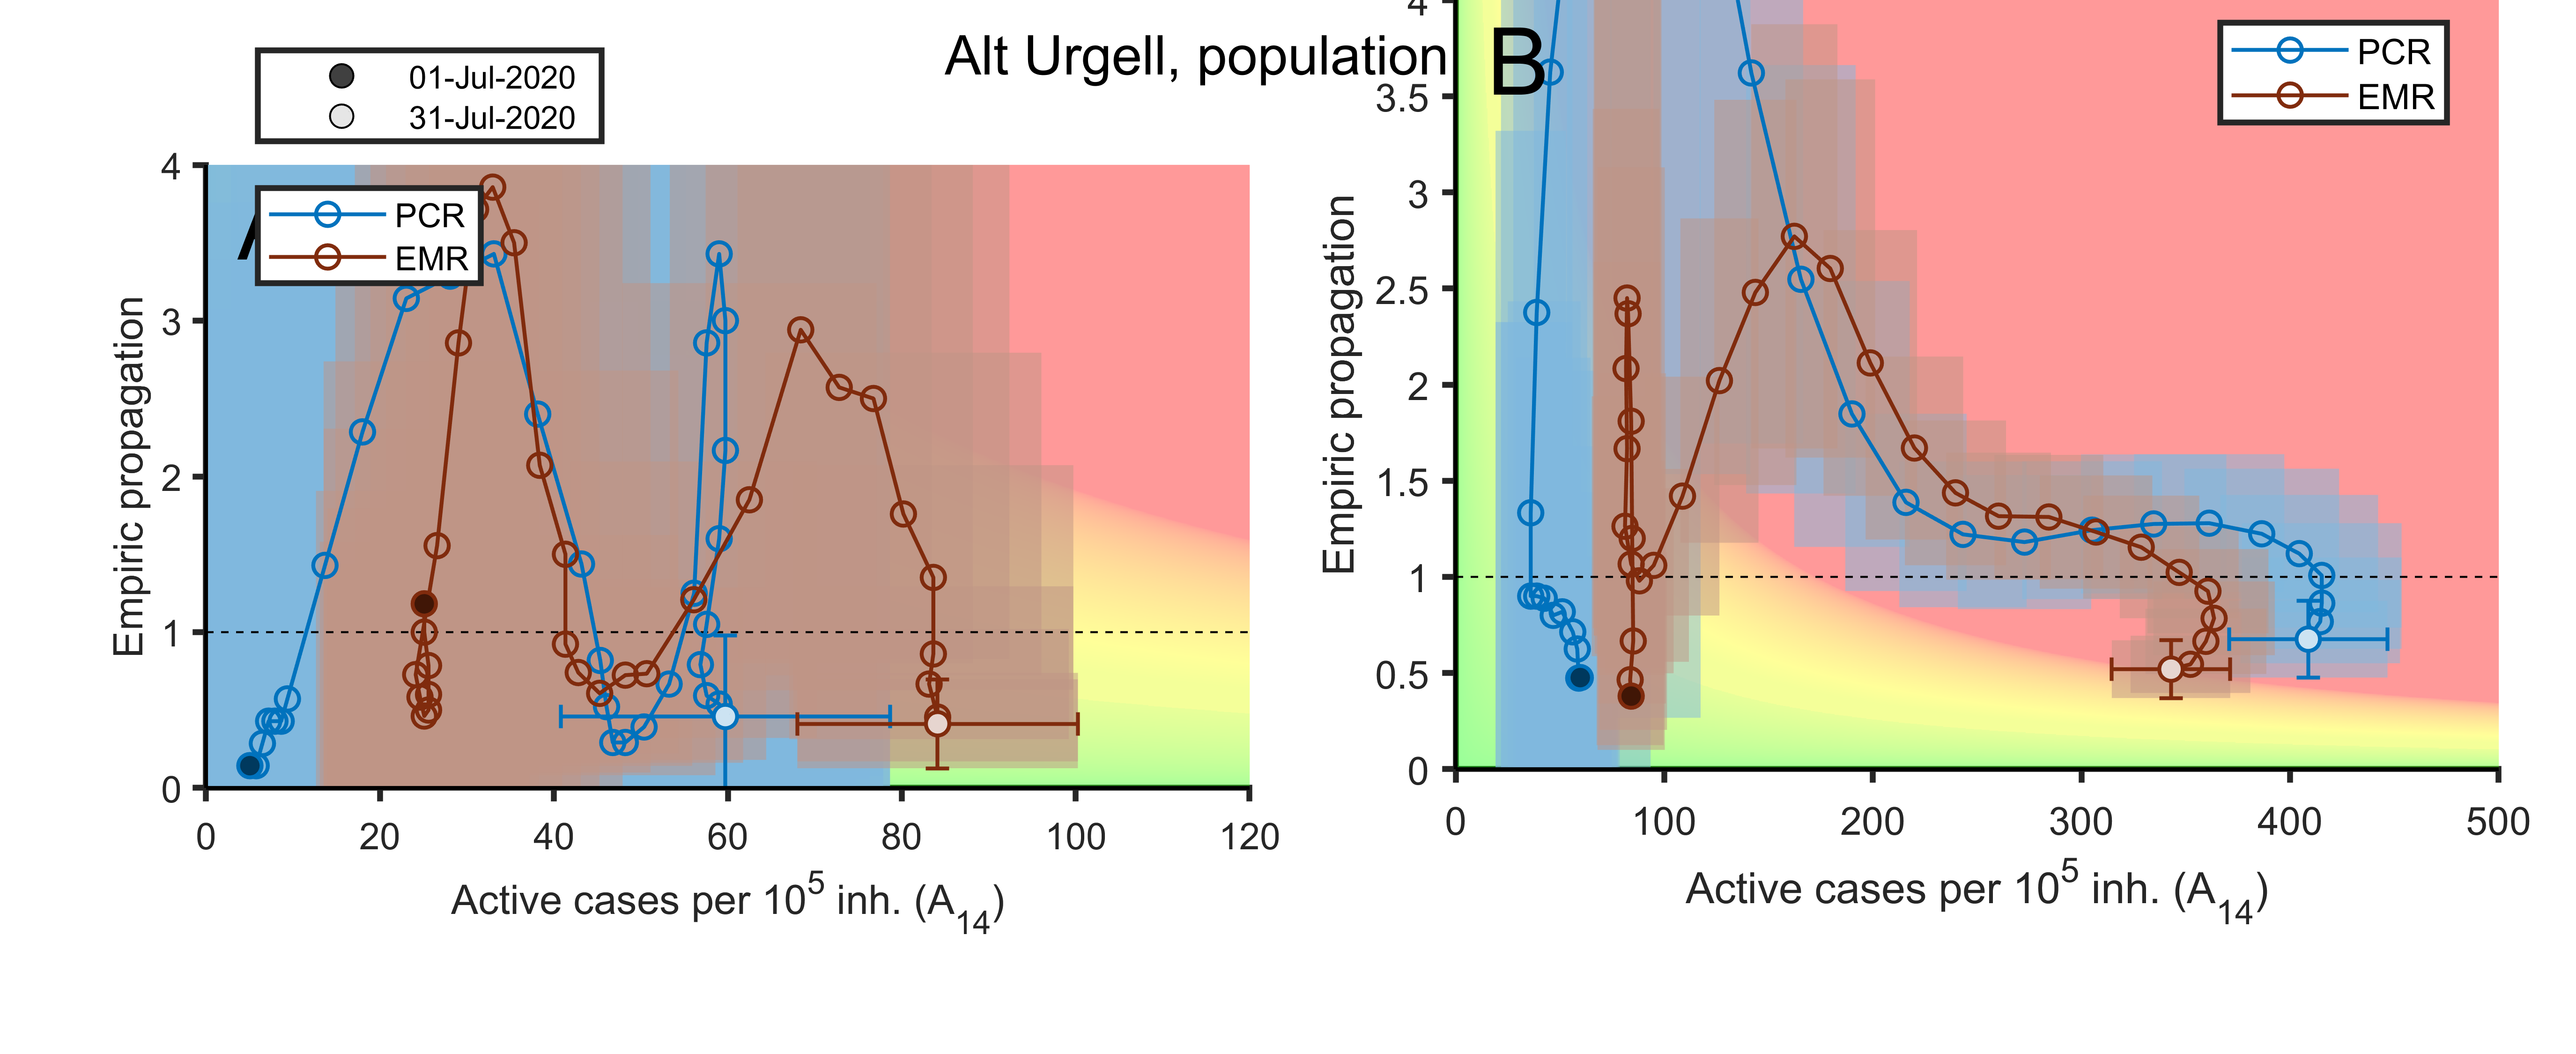 01-Jul-2020
31-Jul-2020
Alt Urgell, population
PCR
EMR
4
3
2
1
0
Empiric propagation
0 20 40 60 80 100 120
Active cases per 10^5 inh. (A_14)
B
PCR
EMR
4
3.5
3
2.5
2
1.5
1
0.5
0
Empiric propagation
0 100 200 300 400 500
Active cases per 10^5 inh. (A_14)